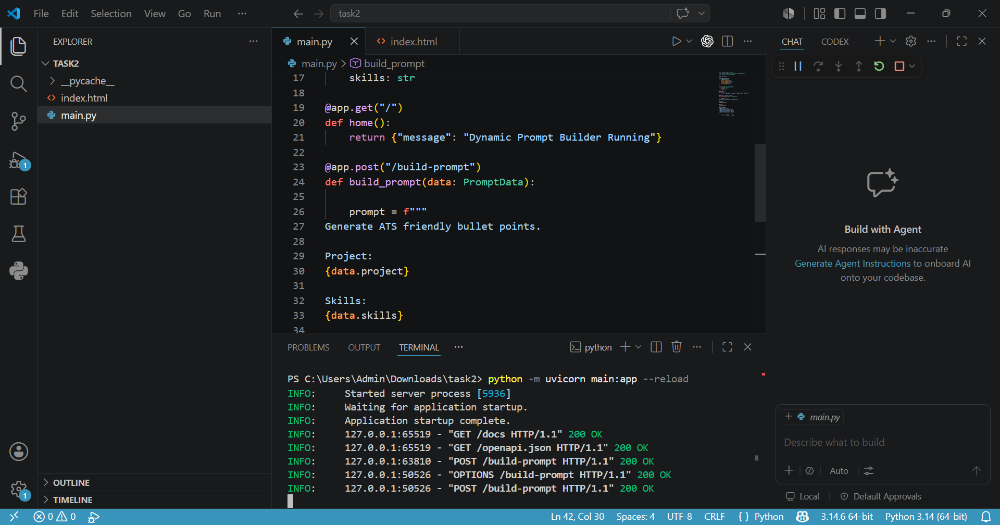 File Edit Selection View Go Run ···
task2
EXPLORER
TASK2
__pycache__
index.html
main.py
OUTLINE
TIMELINE
main.py
index.html
main.py > build_prompt
17 skills: str
18
19 @app.get("/")
20 def home():
21 return {"message": "Dynamic Prompt Builder Running"}
22
23 @app.post("/build-prompt")
24 def build_prompt(data: PromptData):
25
26 prompt = f"""
27 Generate ATS friendly bullet points.
28
29 Project:
30 {data.project}
31
32 Skills:
33 {data.skills}
34
PROBLEMS OUTPUT TERMINAL ···
python
PS C:\Users\Admin\Downloads\task2> python -m uvicorn main:app --reload
INFO: Started server process [5936]
INFO: Waiting for application startup.
INFO: Application startup complete.
INFO: 127.0.0.1:65519 - "GET /docs HTTP/1.1" 200 OK
INFO: 127.0.0.1:65519 - "GET /openapi.json HTTP/1.1" 200 OK
INFO: 127.0.0.1:63810 - "POST /build-prompt HTTP/1.1" 200 OK
INFO: 127.0.0.1:50526 - "OPTIONS /build-prompt HTTP/1.1" 200 OK
INFO: 127.0.0.1:50526 - "POST /build-prompt HTTP/1.1" 200 OK
CHAT CODEX
Build with Agent
AI responses may be inaccurate
Generate Agent Instructions to onboard AI
onto your codebase.
main.py
Describe what to build
Auto
Local
Default Approvals
1
1
0 0
Ln 42, Col 30 Spaces: 4 UTF-8 CRLF { } Python 3.14.6 64-bit Python 3.14 (64-bit)